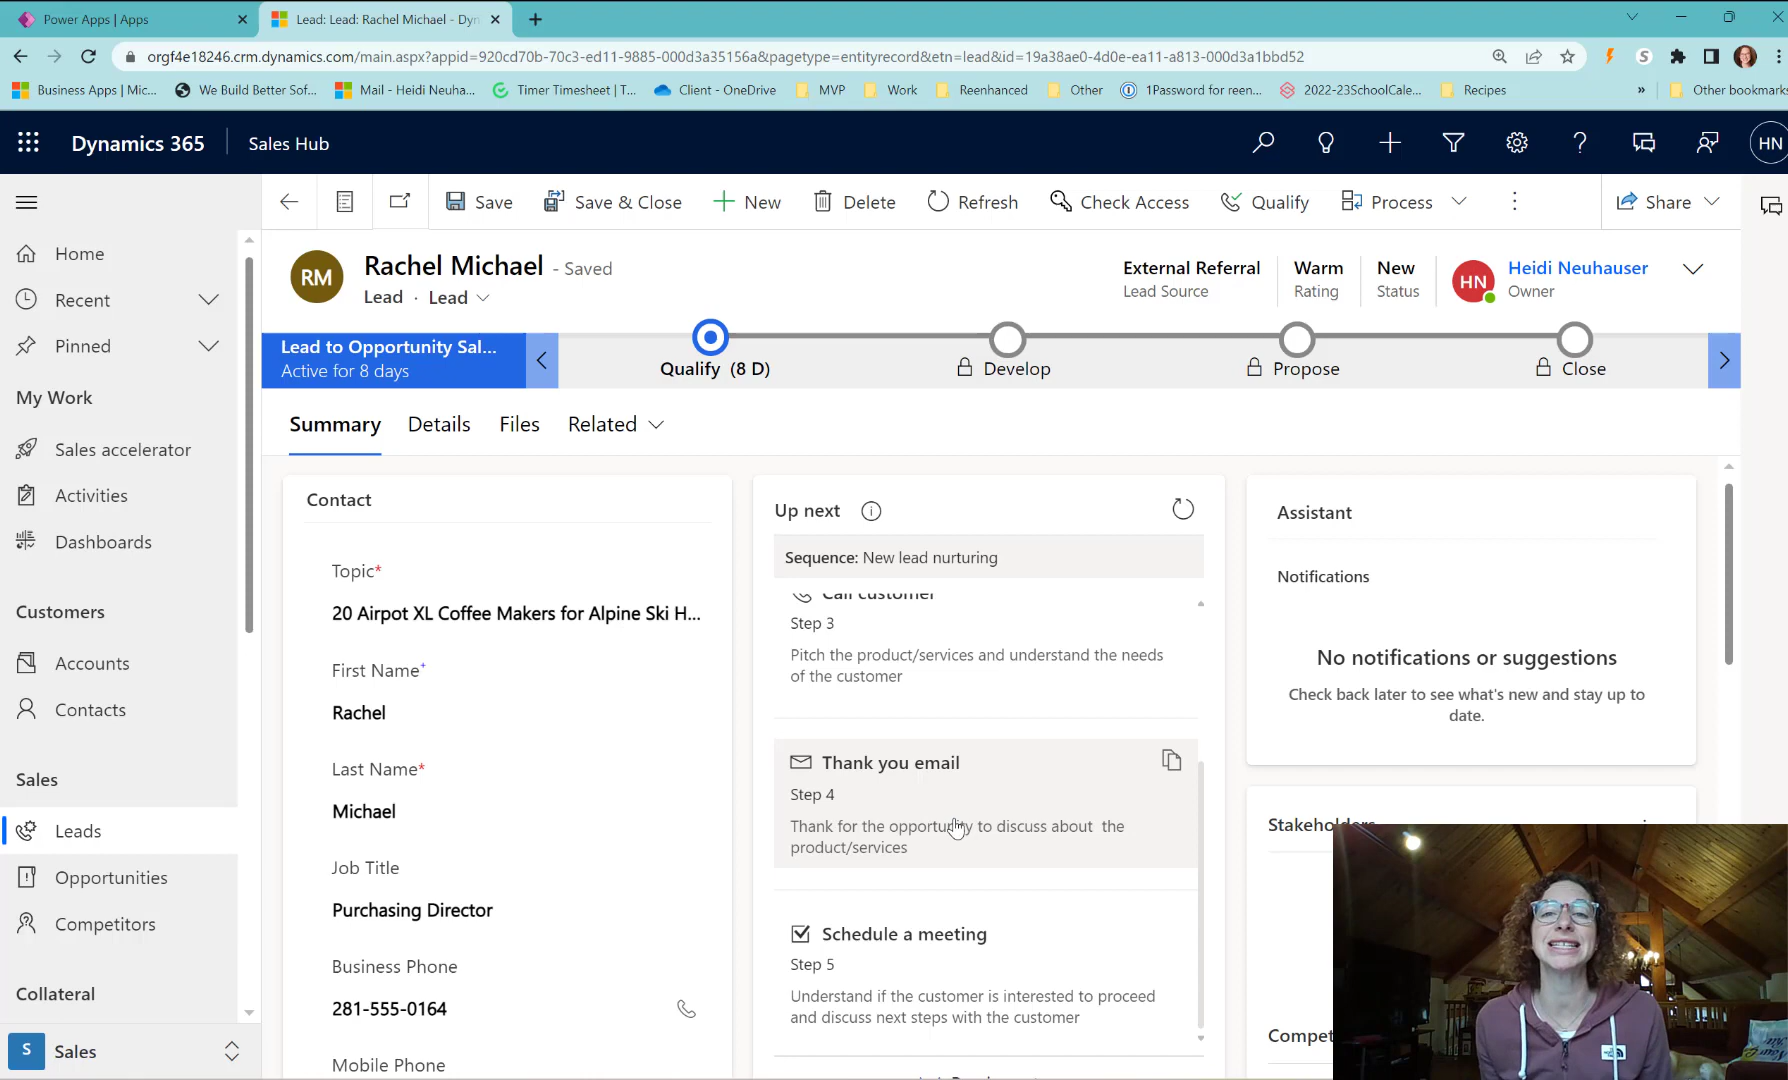 Power Apps | Apps
Lead: Lead: Rachel Michael - Dyn
orgf4e18246.crm.dynamics.com/main.aspx?appid=920cd70b-70c3-ed11-9885-000d3a35156a&pagetype=entityrecord&etn=lead&id=19a38ae0-4d0e-ea11-a813-000d3a1bbd52
Business Apps | Mic...
We Build Better Sof...
Mail - Heidi Neuha...
Timer Timesheet | T...
Client - OneDrive
MVP
Work
Reenhanced
Other
1Password for reen...
2022-23SchoolCale...
Recipes
»
Other bookmarks
Dynamics 365
Sales Hub
HN
Save
Save & Close
New
Delete
Refresh
Check Access
Qualify
Process
Share
Home
Recent
Pinned
My Work
Sales accelerator
Activities
Dashboards
Customers
Accounts
Contacts
Sales
Leads
Opportunities
Competitors
Collateral
S
Sales
RM
Rachel Michael - Saved
Lead · Lead
External Referral
Lead Source
Warm
Rating
New
Status
HN
Heidi Neuhauser
Owner
Lead to Opportunity Sal...
Active for 8 days
Qualify (8 D)
Develop
Propose
Close
Summary
Details
Files
Related
Contact
Topic*
20 Airpot XL Coffee Makers for Alpine Ski H...
First Name+
Rachel
Last Name*
Michael
Job Title
Purchasing Director
Business Phone
281-555-0164
Mobile Phone
Up next
Sequence: New lead nurturing
Call customer
Step 3
Pitch the product/services and understand the needs
of the customer
Thank you email
Step 4
Thank for the opportunity to discuss about the
product/services
Schedule a meeting
Step 5
Understand if the customer is interested to proceed
and discuss next steps with the customer
Assistant
Notifications
No notifications or suggestions
Check back later to see what's new and stay up to
date.
Stakeholders
Compet